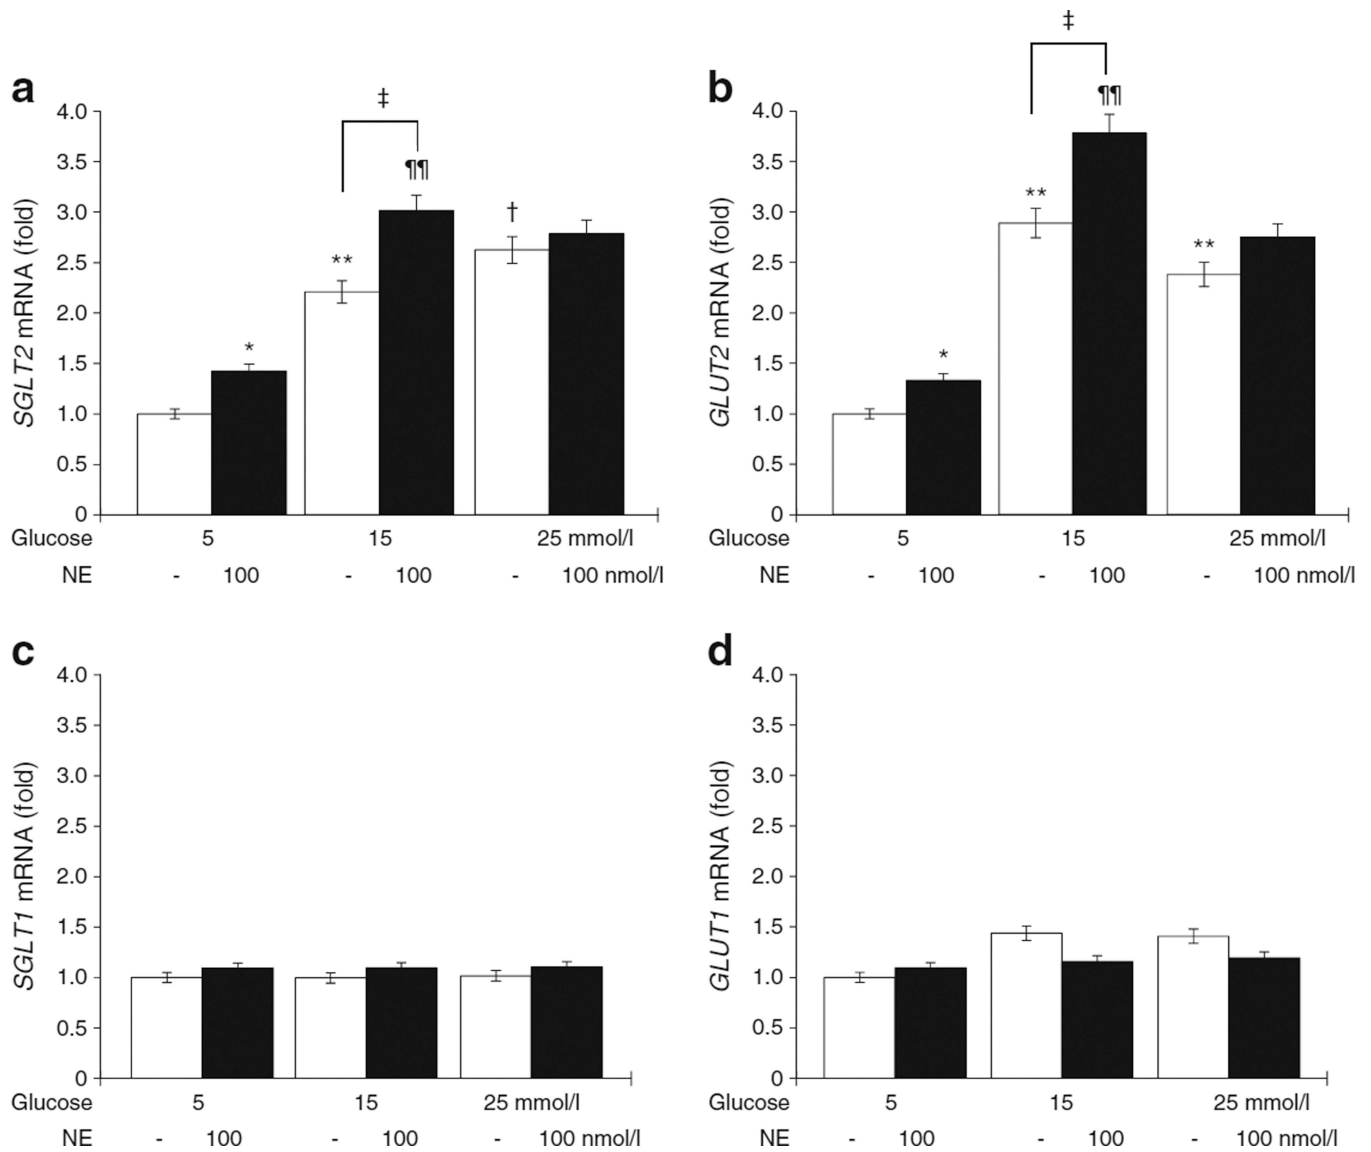 a
‡
4.0
3.5
3.0
2.5
2.0
1.5
1.0
0.5
0
SGLT2 mRNA (fold)
*
**
¶¶
†
Glucose 5 15 25 mmol/l
NE - 100 - 100 - 100 nmol/l
b
‡
4.0
3.5
3.0
2.5
2.0
1.5
1.0
0.5
0
GLUT2 mRNA (fold)
*
**
¶¶
**
Glucose 5 15 25 mmol/l
NE - 100 - 100 - 100 nmol/l
c
4.0
3.5
3.0
2.5
2.0
1.5
1.0
0.5
0
SGLT1 mRNA (fold)
Glucose 5 15 25 mmol/l
NE - 100 - 100 - 100 nmol/l
d
4.0
3.5
3.0
2.5
2.0
1.5
1.0
0.5
0
GLUT1 mRNA (fold)
Glucose 5 15 25 mmol/l
NE - 100 - 100 - 100 nmol/l